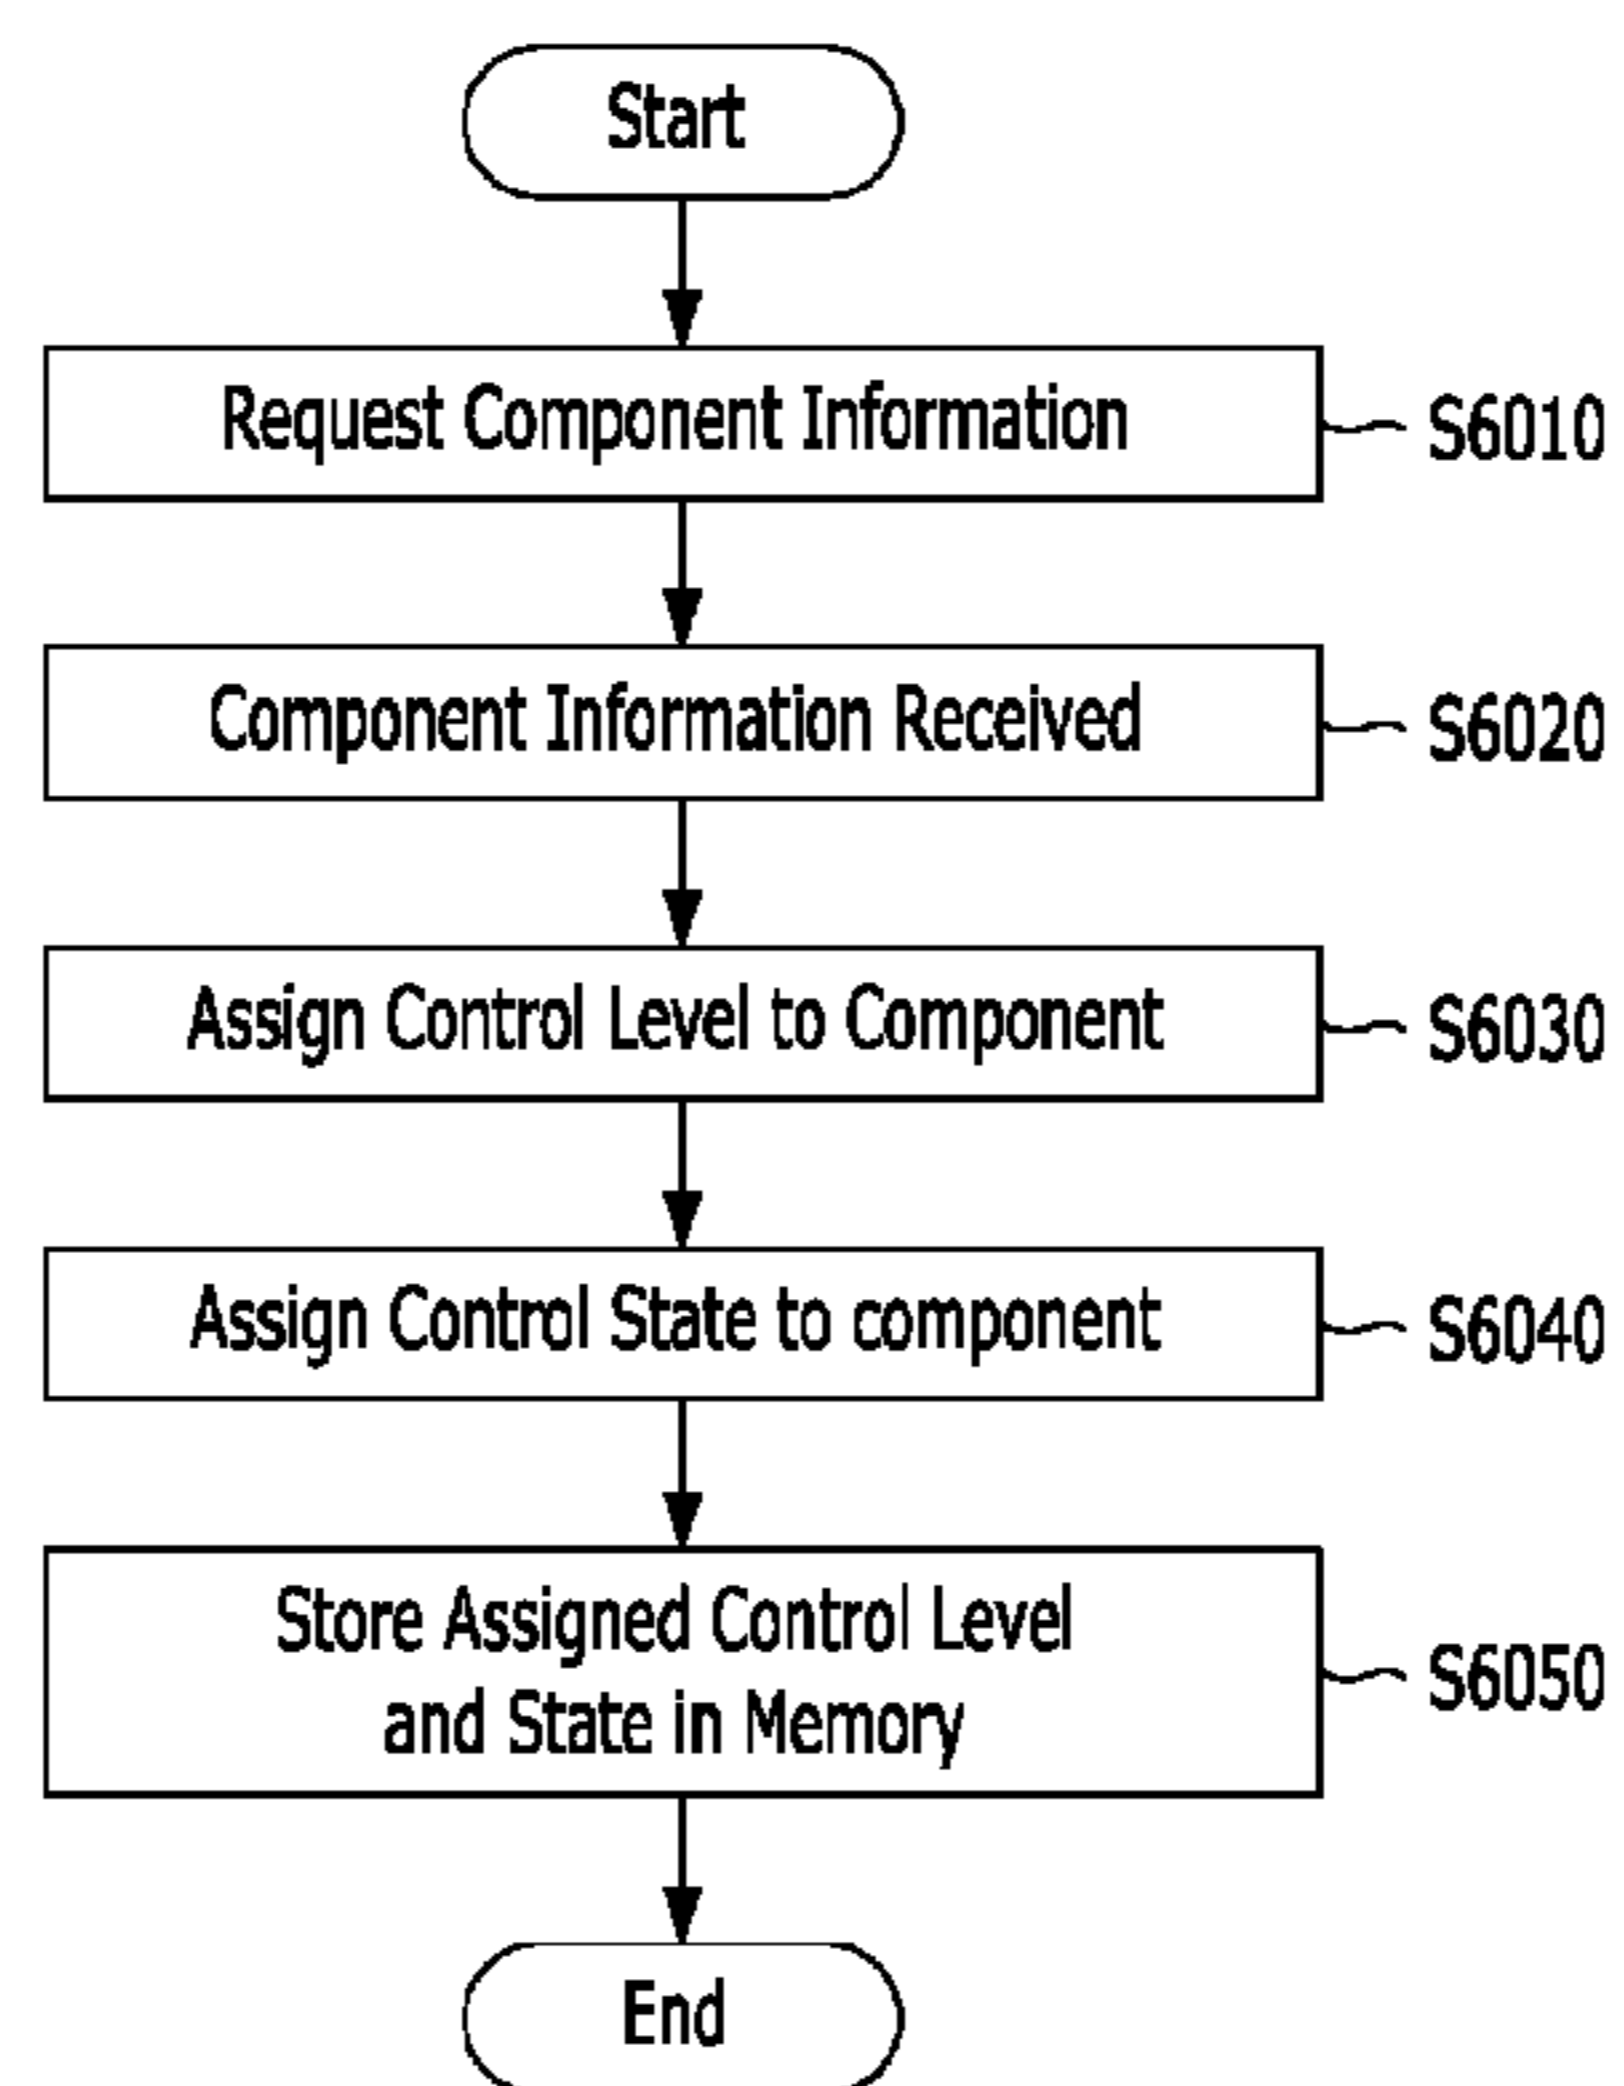 Start
Request Component Information
S6010
Component Information Received
S6020
Assign Control Level to Component
S6030
Assign Control State to component
S6040
Store Assigned Control Level
and State in Memory
S6050
End